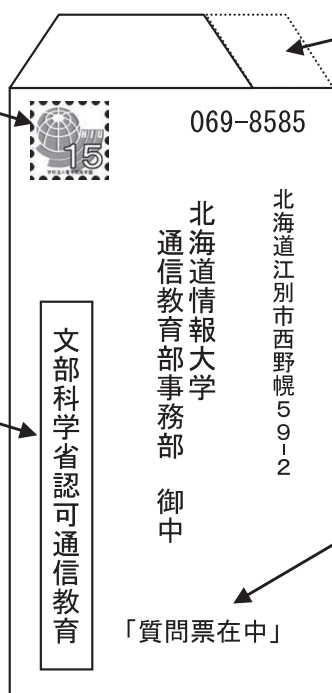 15
069-8585
北海道江別市西野幌59-2
北海道情報大学
通信教育部事務部 御中
文部科学省認可通信教育
「質問票在中」